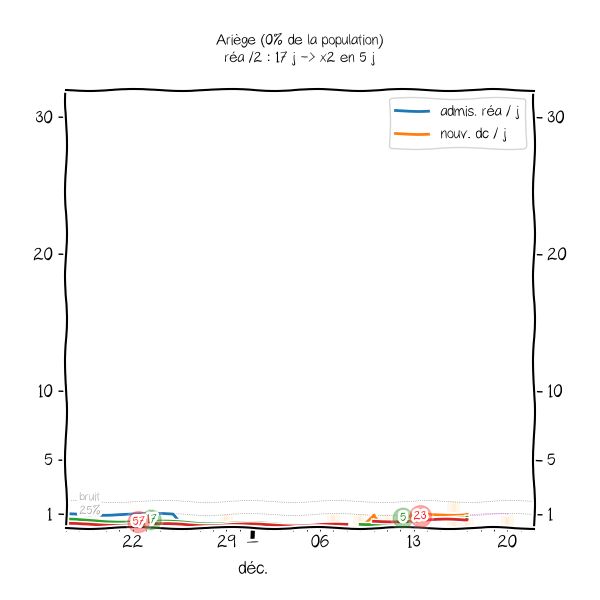 Ariège (0% de la population)
réa /2 : 17 j -> x2 en 5 j
admis. réa / j
nouv. dc / j
30 30
20 20
10 10
5 5
bruit
25%
1 1
57 17 5 23
22 29 06 13 20
déc.